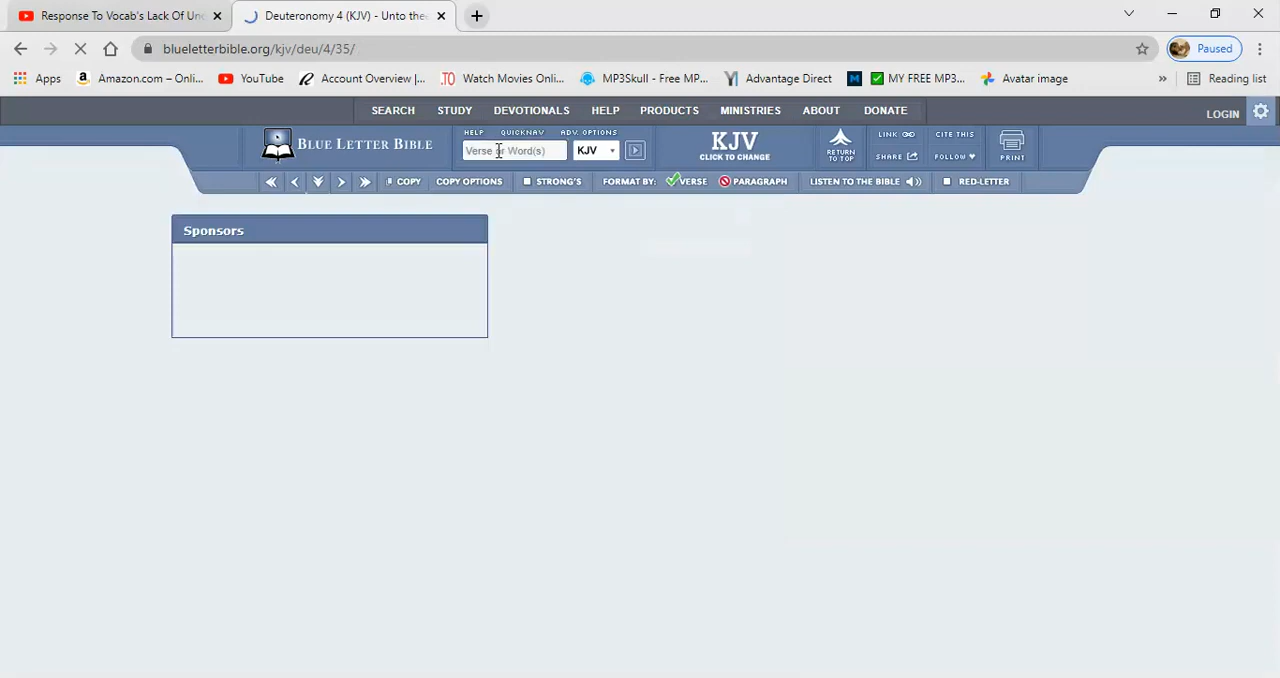 Response To Vocab's Lack Of Un
Deuteronomy 4 (KJV) - Unto thes
blueletterbible.org/kjv/deu/4/35/
Paused
Apps
Amazon.com – Onli...
YouTube
Account Overview |...
Watch Movies Onli...
MP3Skull - Free MP...
Advantage Direct
MY FREE MP3...
Avatar image
»
Reading list
SEARCH
STUDY
DEVOTIONALS
HELP
PRODUCTS
MINISTRIES
ABOUT
DONATE
LOGIN
BLUE LETTER BIBLE
HELP
QUICKNAV
ADV. OPTIONS
Verse or Word(s)
KJV
KJV
CLICK TO CHANGE
RETURN
TO TOP
LINK
CITE THIS
SHARE
FOLLOW
PRINT
COPY
COPY OPTIONS
STRONG'S
FORMAT BY:
VERSE
PARAGRAPH
LISTEN TO THE BIBLE
RED-LETTER
Sponsors